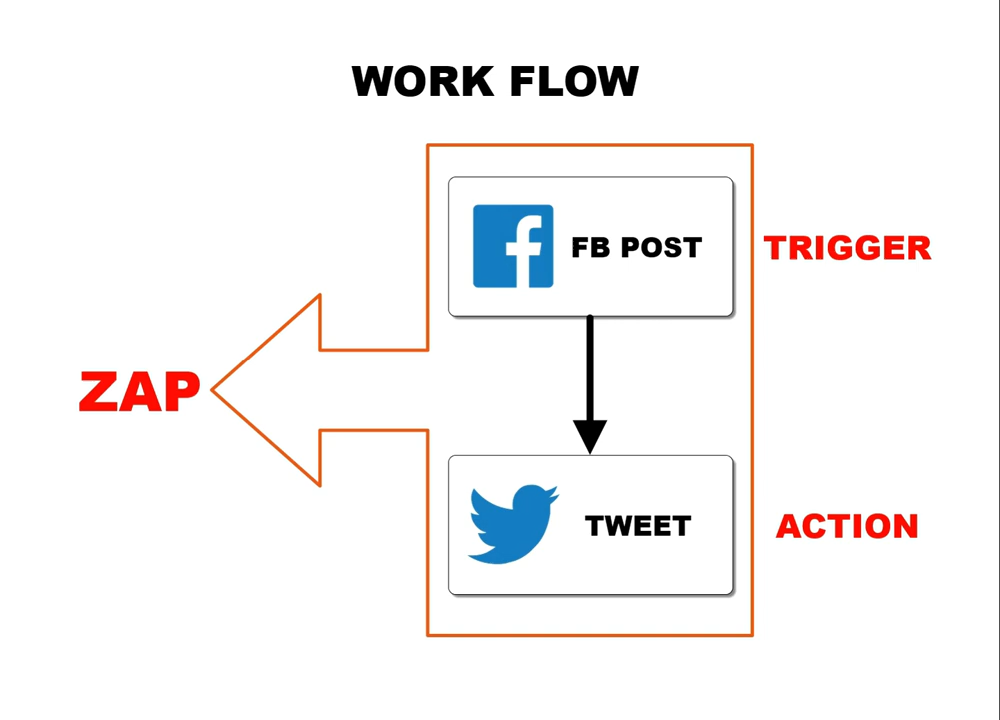 WORK FLOW
FB POST
TRIGGER
ZAP
TWEET
ACTION